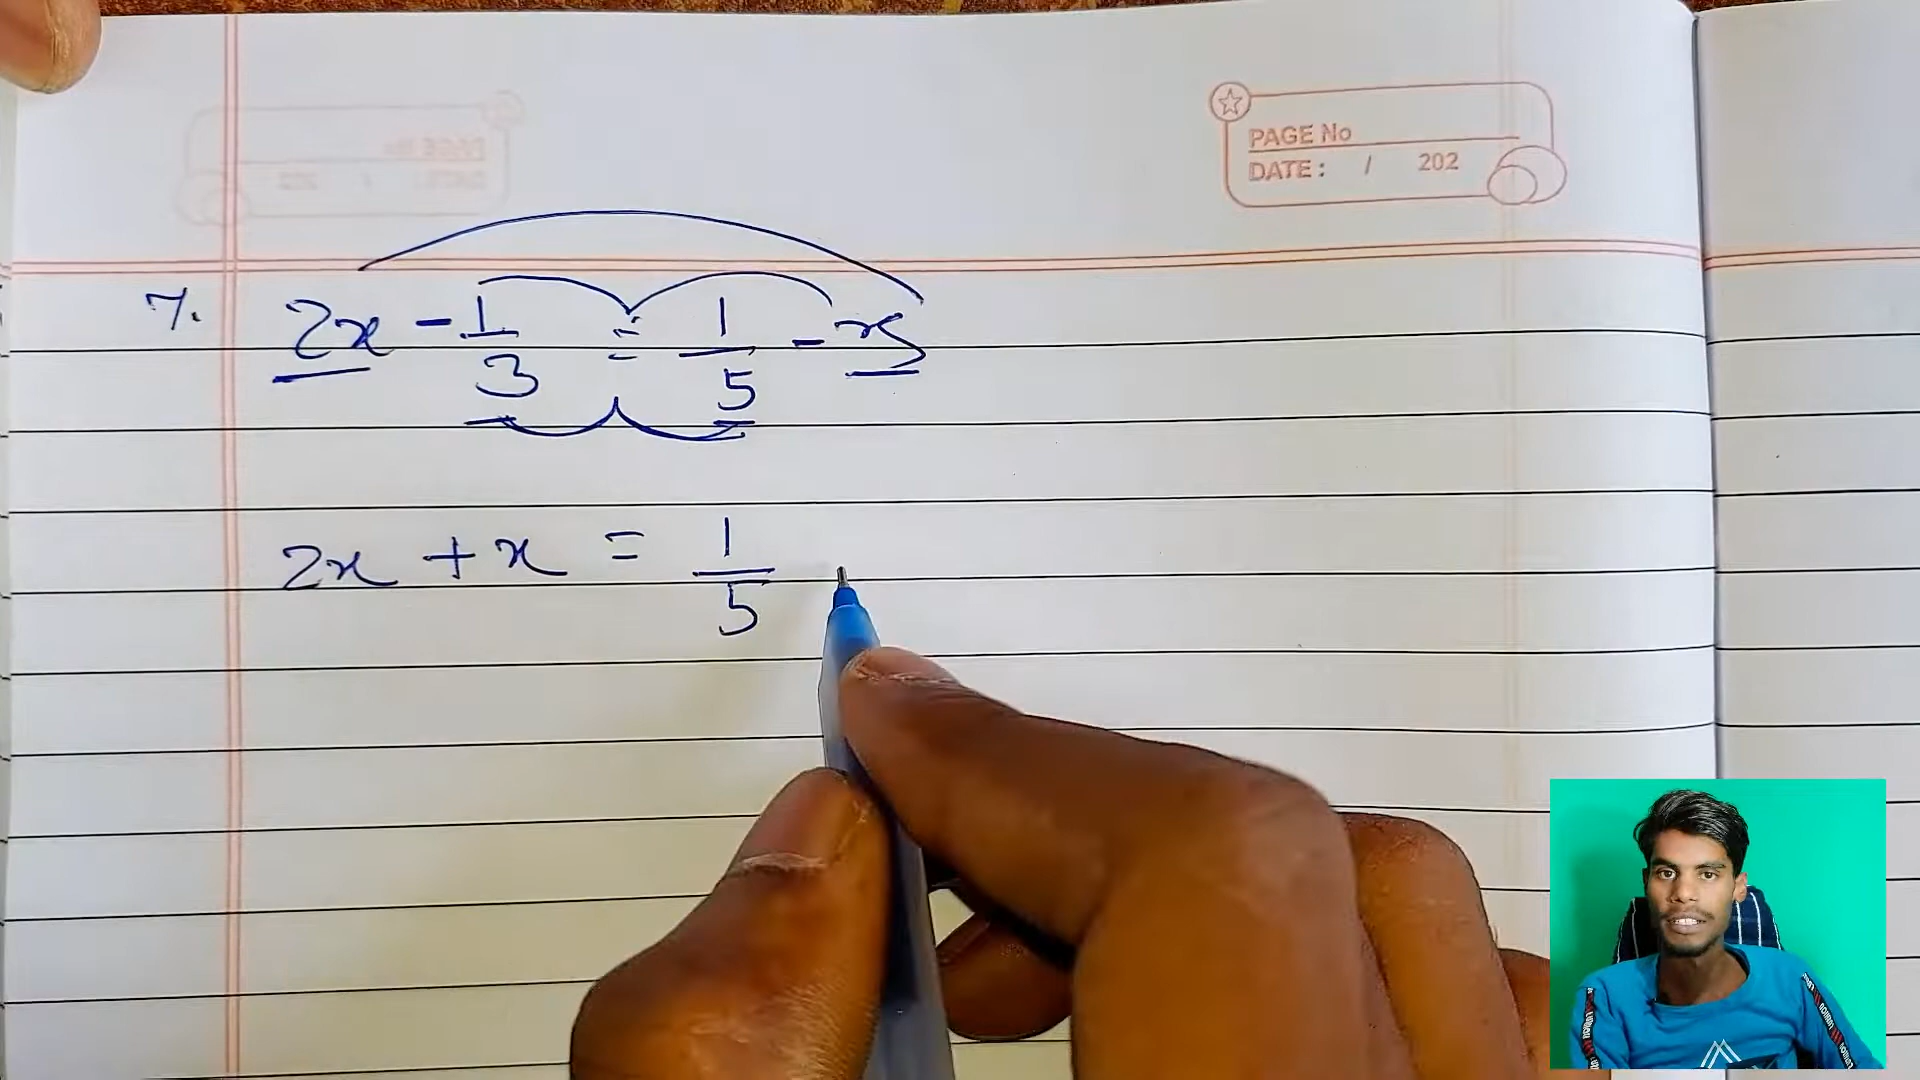 PAGE No
DATE : / 202
7. 2x - 1/3 = 1/5 - x
2x + x = 1/5